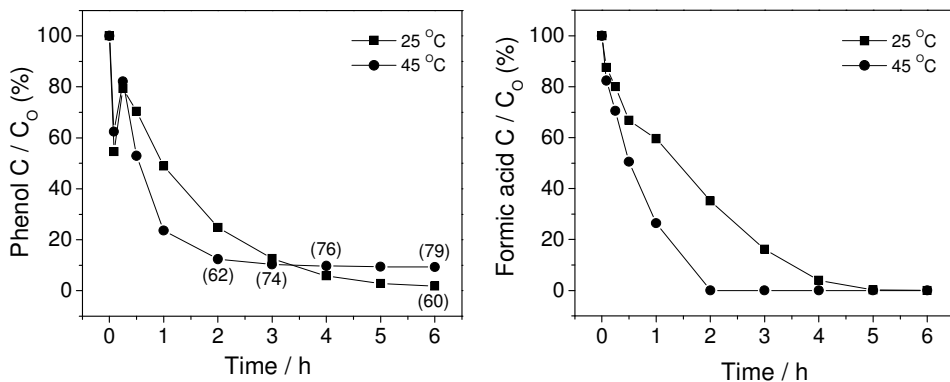 Phenol C / C_O (%)
100
80
60
40
20
0
25 °C
45 °C
(62)
(74)
(76)
(79)
(60)
0 1 2 3 4 5 6
Time / h
Formic acid C / C_O (%)
100
80
60
40
20
0
25 °C
45 °C
0 1 2 3 4 5 6
Time / h